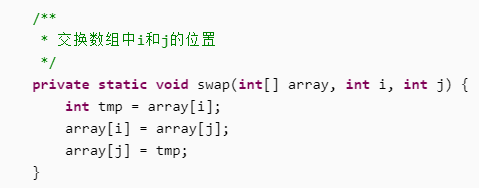 /**
 * 交换数组中i和j的位置
 */
private static void swap(int[] array, int i, int j) {
    int tmp = array[i];
    array[i] = array[j];
    array[j] = tmp;
}